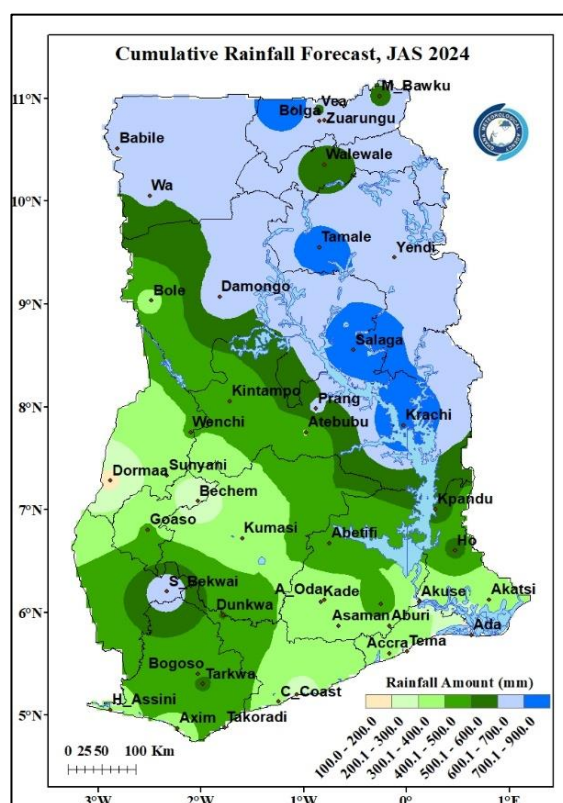 Cumulative Rainfall Forecast, JAS 2024
11°N
10°N
9°N
8°N
7°N
6°N
5°N
M_Bawku
Vea
Bolga
Zuarungu
Babile
Walewale
Wa
Tamale
Yendi
Damongo
Bole
Salaga
Kintampo
Prang
Krachi
Wenchi
Atebubu
Sunyani
Dormaa
Bechem
Kpandu
Goaso
Kumasi
Abetifi
Ho
S_Bekwai
A_Oda
Kade
Akuse
Akatsi
Dunkwa
Asaman
Aburi
Ada
Accra
Tema
Bogoso
Tarkwa
H_Assini
C_Coast
Axim
Takoradi
Rainfall Amount (mm)
100.0 - 200.0
200.1 - 300.0
300.1 - 400.0
400.1 - 500.0
500.1 - 600.0
600.1 - 700.0
700.1 - 900.0
0 25 50 100 Km
3°W
2°W
1°W
0°
1°E